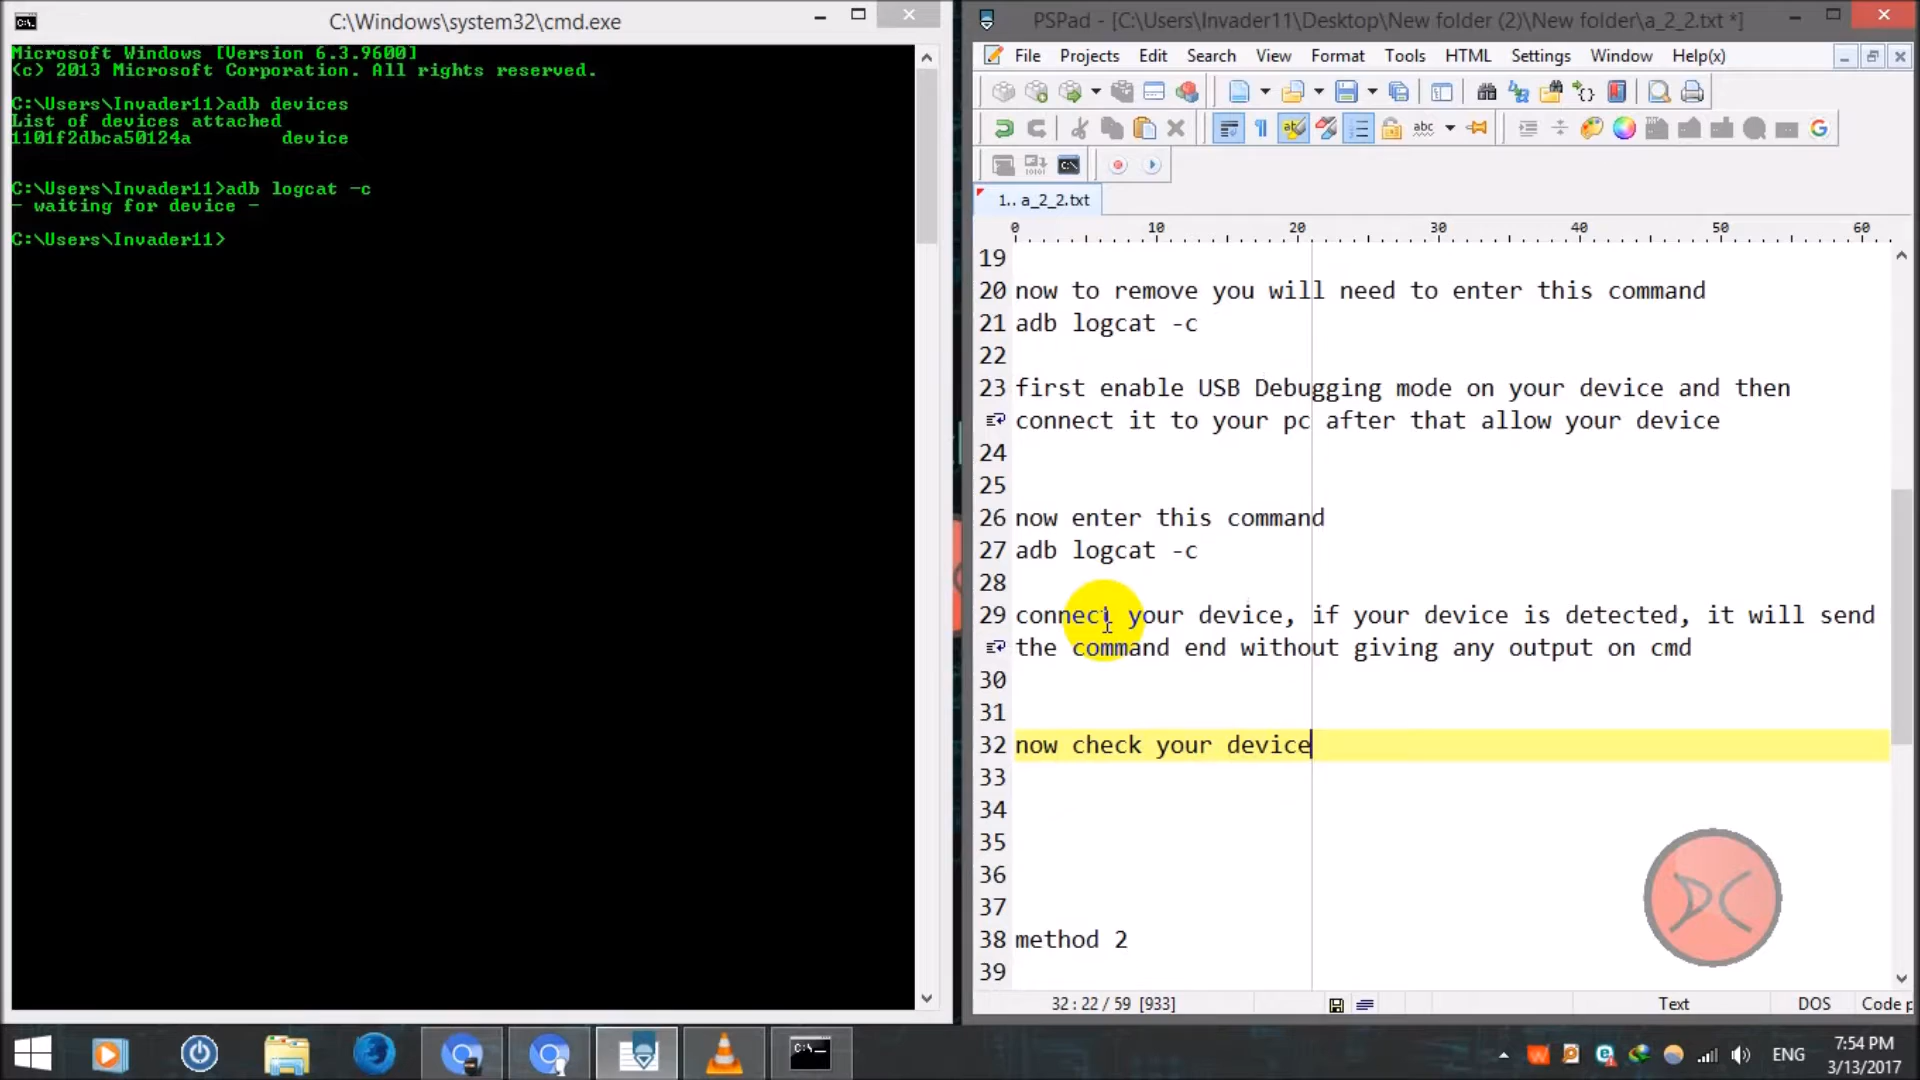 C:\Windows\system32\cmd.exe
Microsoft Windows [Version 6.3.9600]
(c) 2013 Microsoft Corporation. All rights reserved.
C:\Users\Invader11>adb devices
List of devices attached
1101f2dbca50124a        device
C:\Users\Invader11>adb logcat -c
- waiting for device -
C:\Users\Invader11>
PSPad - [C:\Users\Invader11\Desktop\New folder (2)\New folder\a_2_2.txt *]
File Projects Edit Search View Format Tools HTML Settings Window Help(x)
1.. a_2_2.txt
0 10 20 30 40 50 60
19
20 now to remove you will need to enter this command
21 adb logcat -c
22
23 first enable USB Debugging mode on your device and then
connect it to your pc after that allow your device
24
25
26 now enter this command
27 adb logcat -c
28
29 connect your device, if your device is detected, it will send
the command end without giving any output on cmd
30
31
32 now check your device
33
34
35
36
37
38 method 2
39
DC
32 : 22 / 59 [933] Text DOS Code p
ENG
7:54 PM
3/13/2017